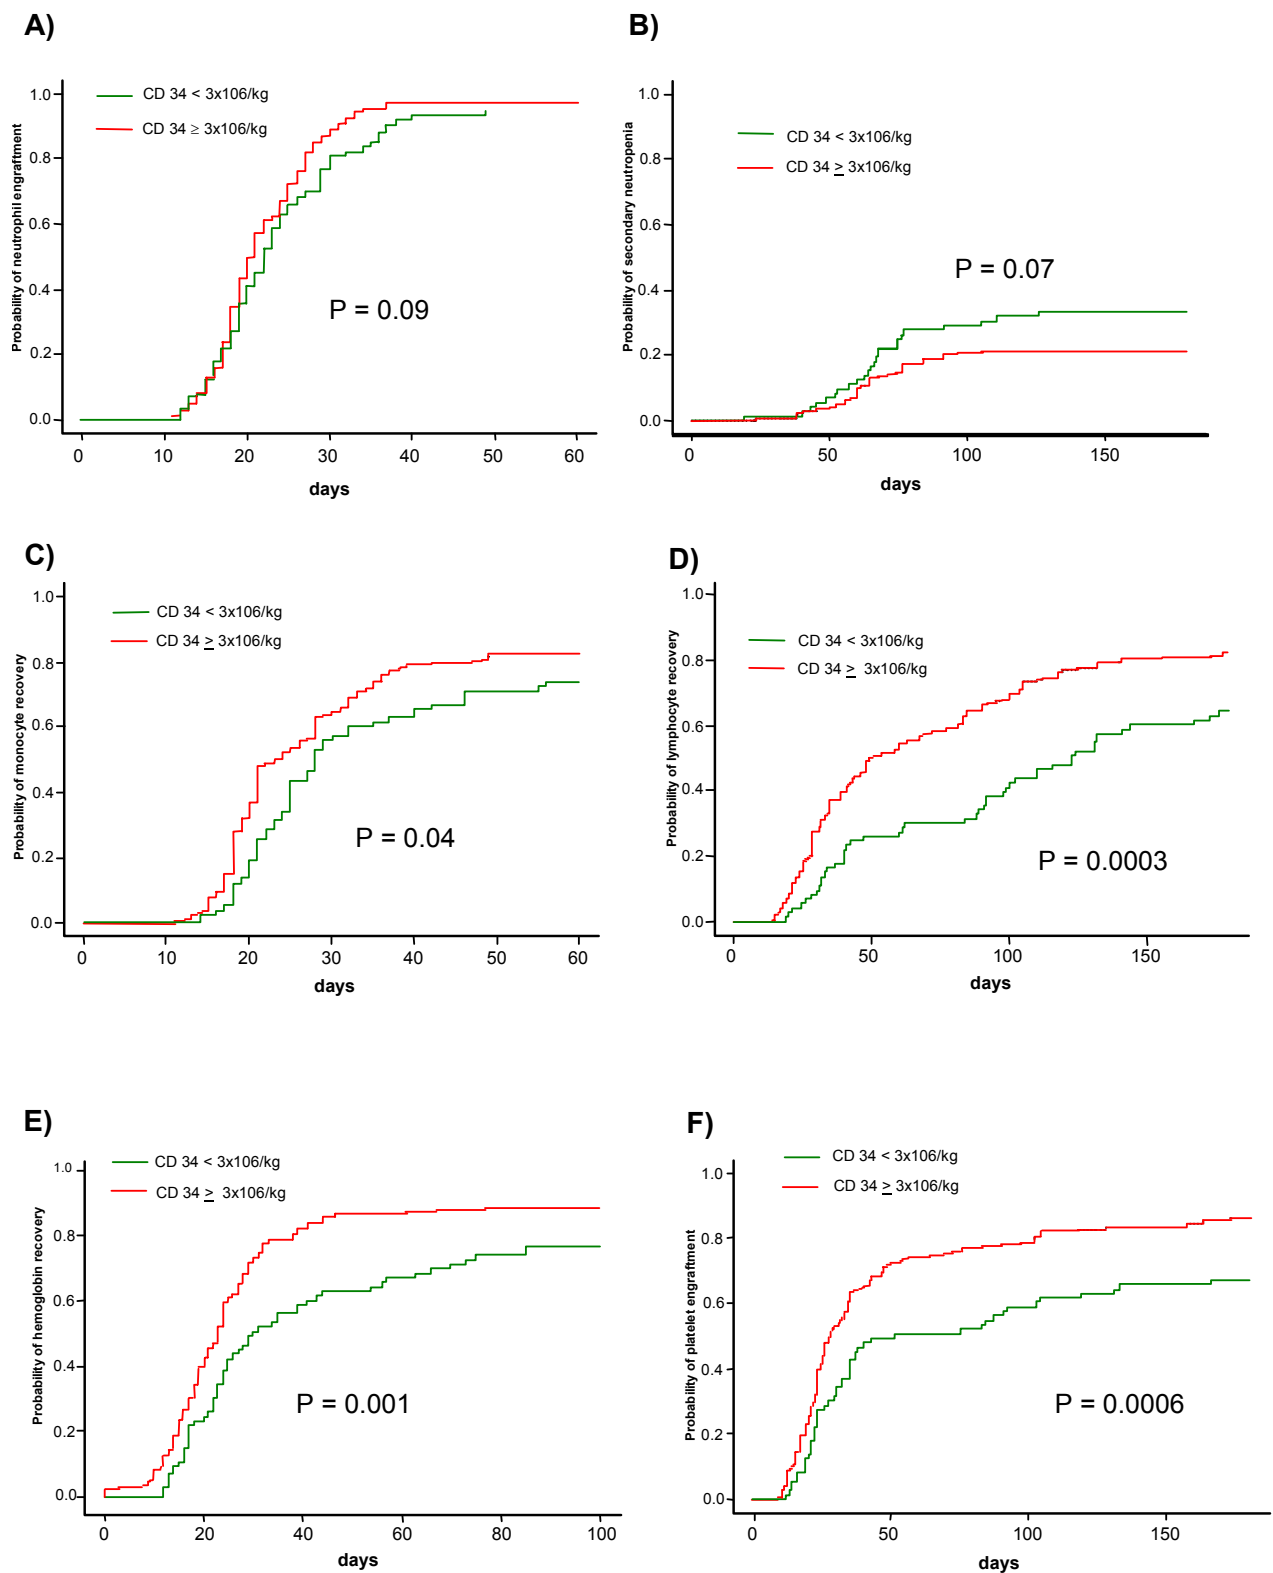 A)
Probability of neutrophil engraftment
CD 34 < 3x106/kg
CD 34 ≥ 3x106/kg
1.0
0.8
0.6
0.4
0.2
0.0
P = 0.09
0 10 20 30 40 50 60
days
B)
Probability of secondary neutropenia
CD 34 < 3x106/kg
CD 34 ≥ 3x106/kg
1.0
0.8
0.6
0.4
0.2
0.0
P = 0.07
0 50 100 150
days
C)
Probability of monocyte recovery
CD 34 < 3x106/kg
CD 34 ≥ 3x106/kg
1.0
0.8
0.6
0.4
0.2
0.0
P = 0.04
0 10 20 30 40 50 60
days
D)
Probability of lymphocyte recovery
CD 34 < 3x106/kg
CD 34 ≥ 3x106/kg
1.0
0.8
0.6
0.4
0.2
0.0
P = 0.0003
0 50 100 150
days
E)
Probability of hemoglobin recovery
CD 34 < 3x106/kg
CD 34 ≥ 3x106/kg
1.0
0.8
0.6
0.4
0.2
0.0
P = 0.001
0 20 40 60 80 100
days
F)
Probability of platelet engraftment
CD 34 < 3x106/kg
CD 34 ≥ 3x106/kg
1.0
0.8
0.6
0.4
0.2
0.0
P = 0.0006
0 50 100 150
days